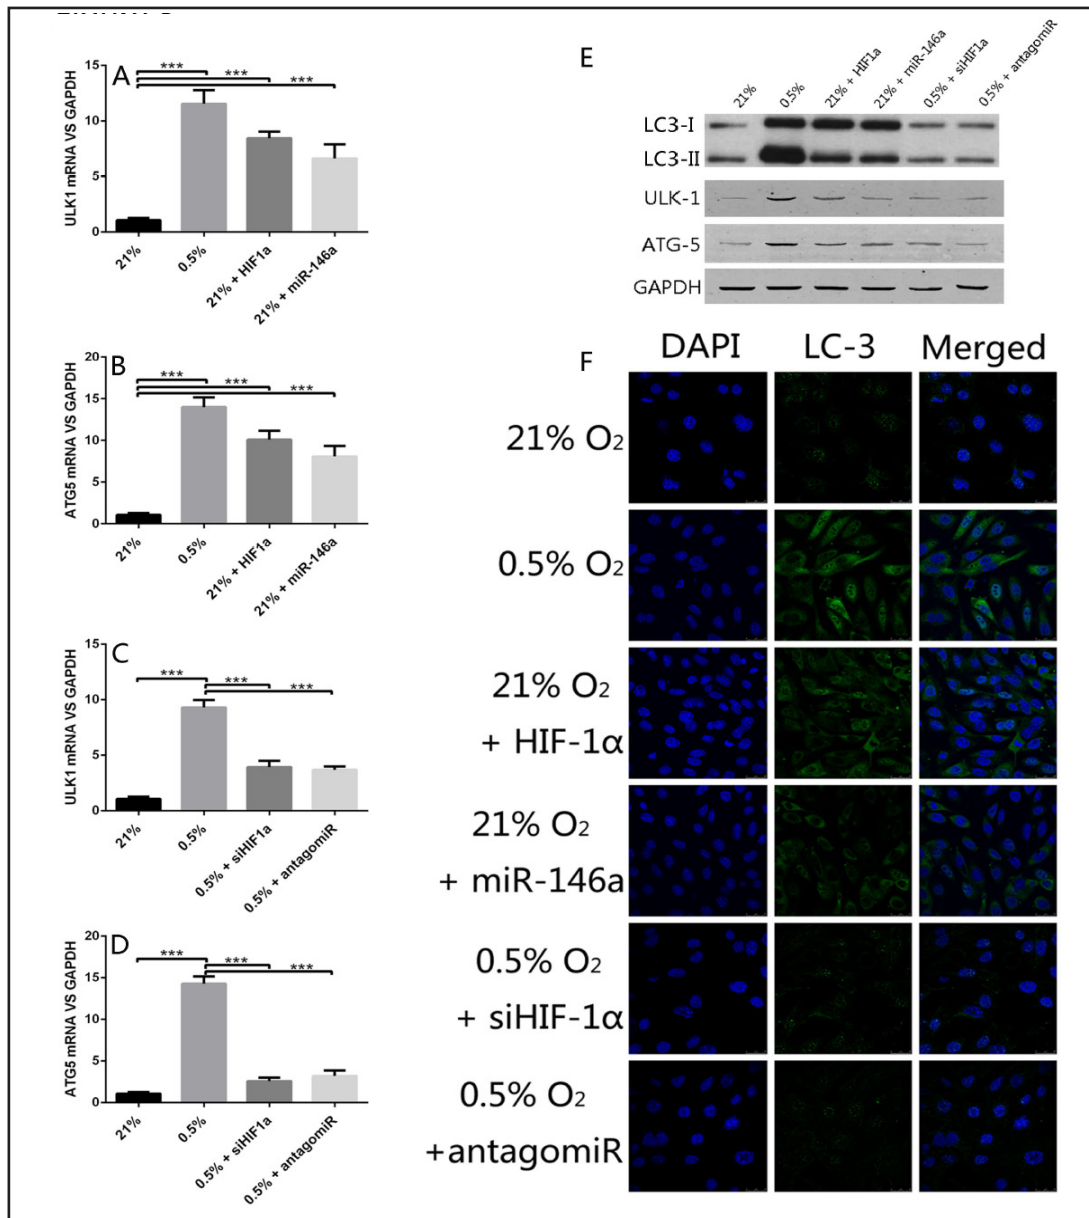 A
ULK1 mRNA VS GAPDH
15
10
5
0
***
***
***
21%
0.5%
21% + HIF1a
21% + miR-146a
B
ATG5 mRNA VS GAPDH
20
15
10
5
0
***
***
***
21%
0.5%
21% + HIF1a
21% + miR-146a
C
ULK1 mRNA VS GAPDH
15
10
5
0
***
***
***
21%
0.5%
0.5% + siHIF1a
0.5% + antagomiR
D
ATG5 mRNA VS GAPDH
20
15
10
5
0
***
***
***
21%
0.5%
0.5% + siHIF1a
0.5% + antagomiR
E
21%
0.5%
21% + HIF1a
21% + miR-146a
0.5% + siHIF1a
0.5% + antagomiR
LC3-I
LC3-II
ULK-1
ATG-5
GAPDH
F
DAPI LC-3 Merged
21% O2
0.5% O2
21% O2
+ HIF-1α
21% O2
+ miR-146a
0.5% O2
+ siHIF-1α
0.5% O2
+antagomiR